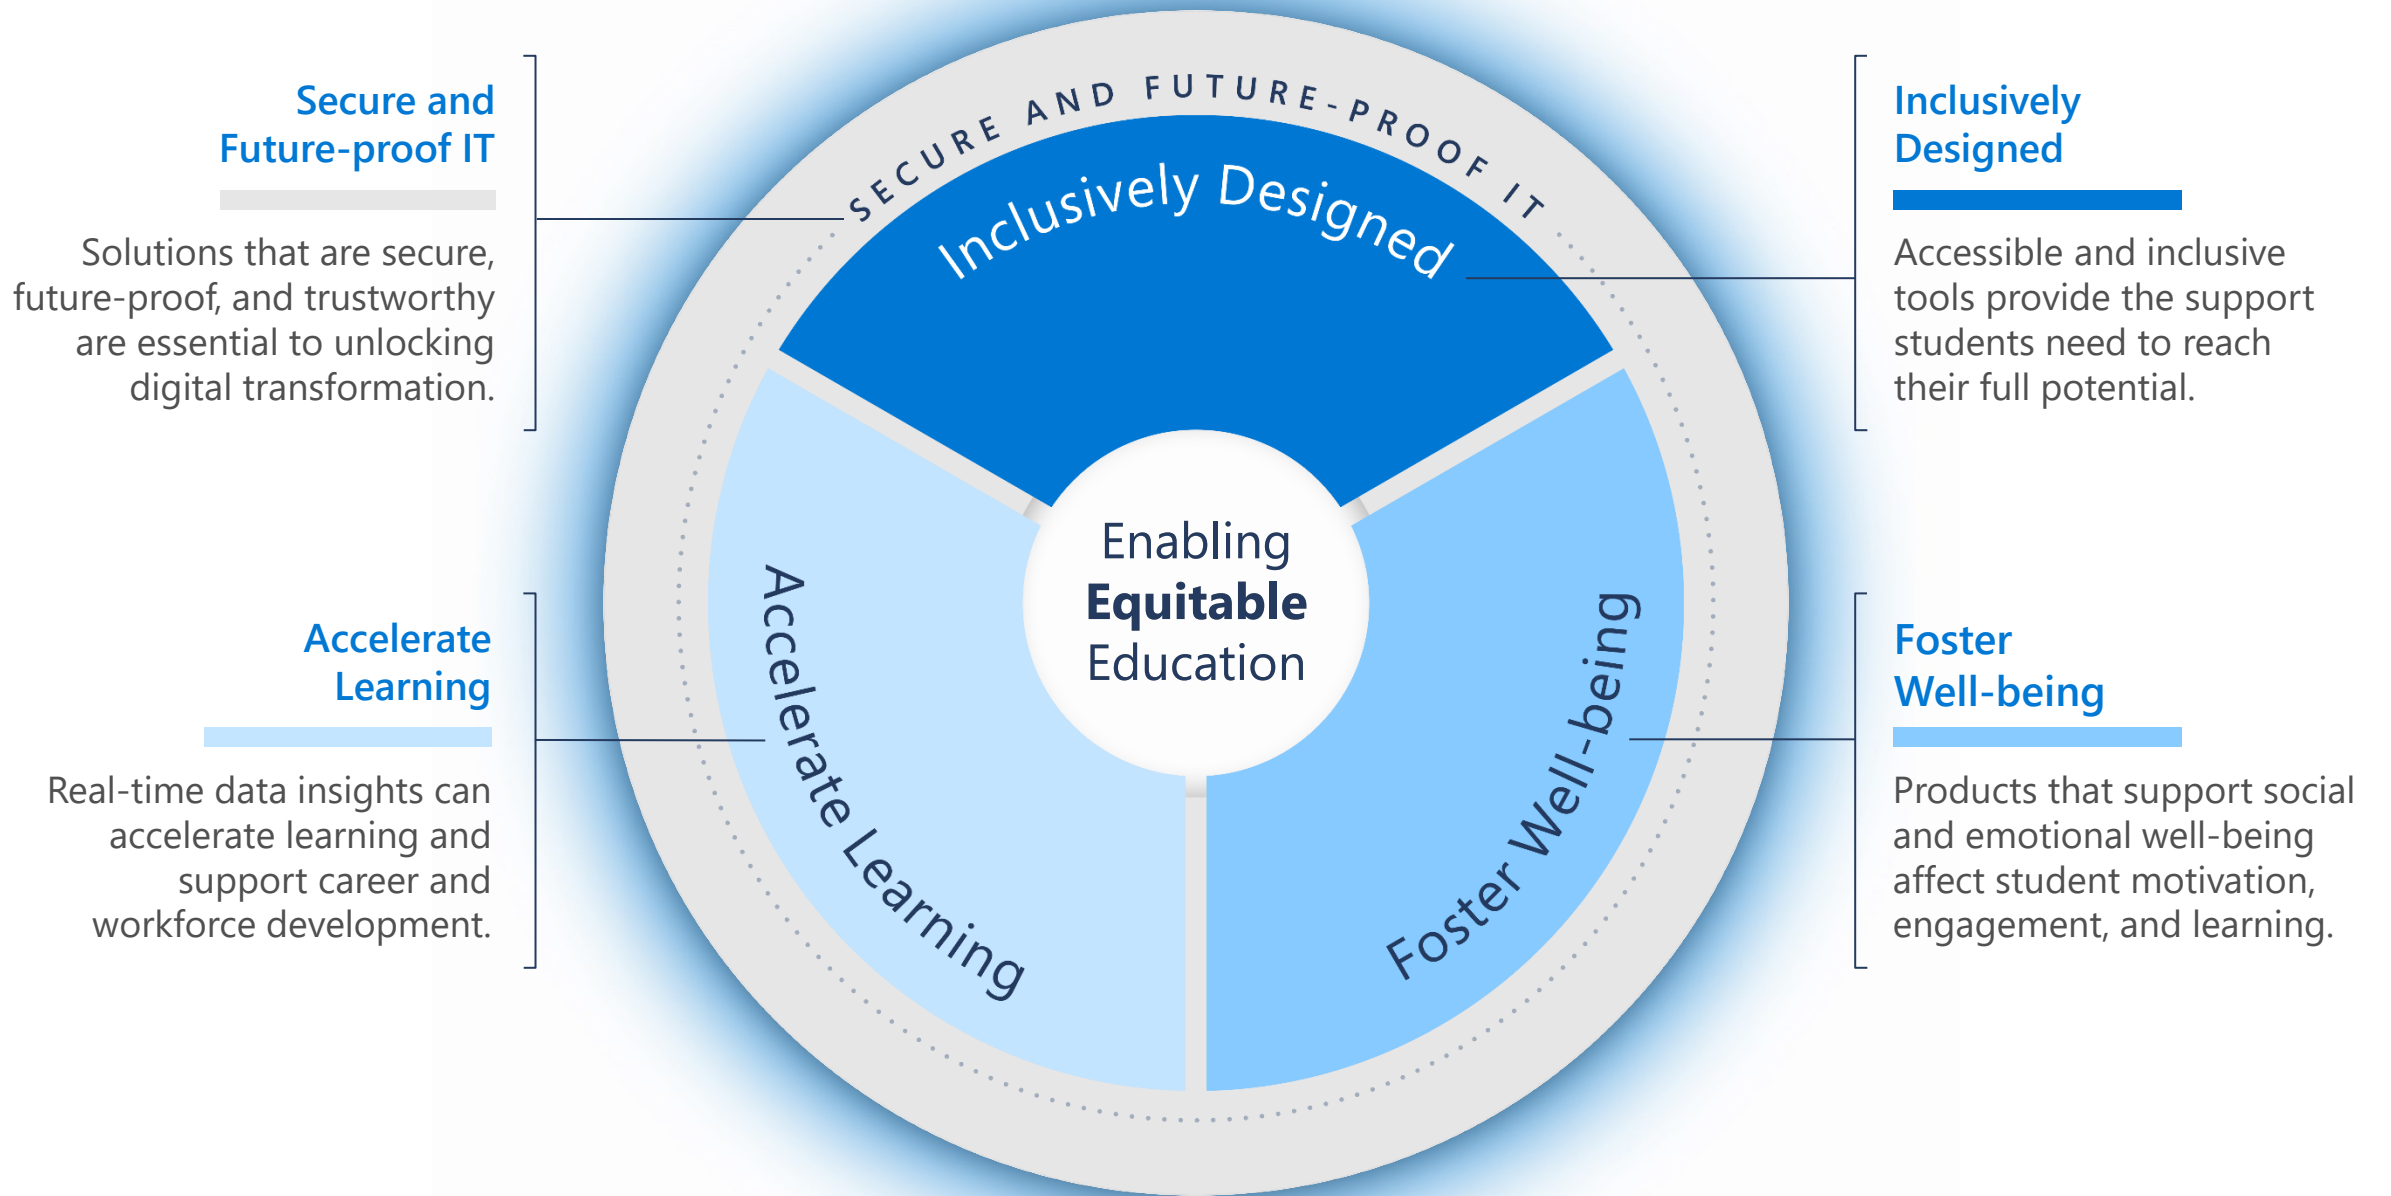 Secure and
Future-proof IT
Solutions that are secure,
future-proof, and trustworthy
are essential to unlocking
digital transformation.
Accelerate
Learning
Real-time data insights can
accelerate learning and
support career and
workforce development.
SECURE AND FUTURE-PROOF IT
Inclusively Designed
Enabling
Equitable
Education
Accelerate Learning
Foster Well-being
Inclusively
Designed
Accessible and inclusive
tools provide the support
students need to reach
their full potential.
Foster
Well-being
Products that support social
and emotional well-being
affect student motivation,
engagement, and learning.